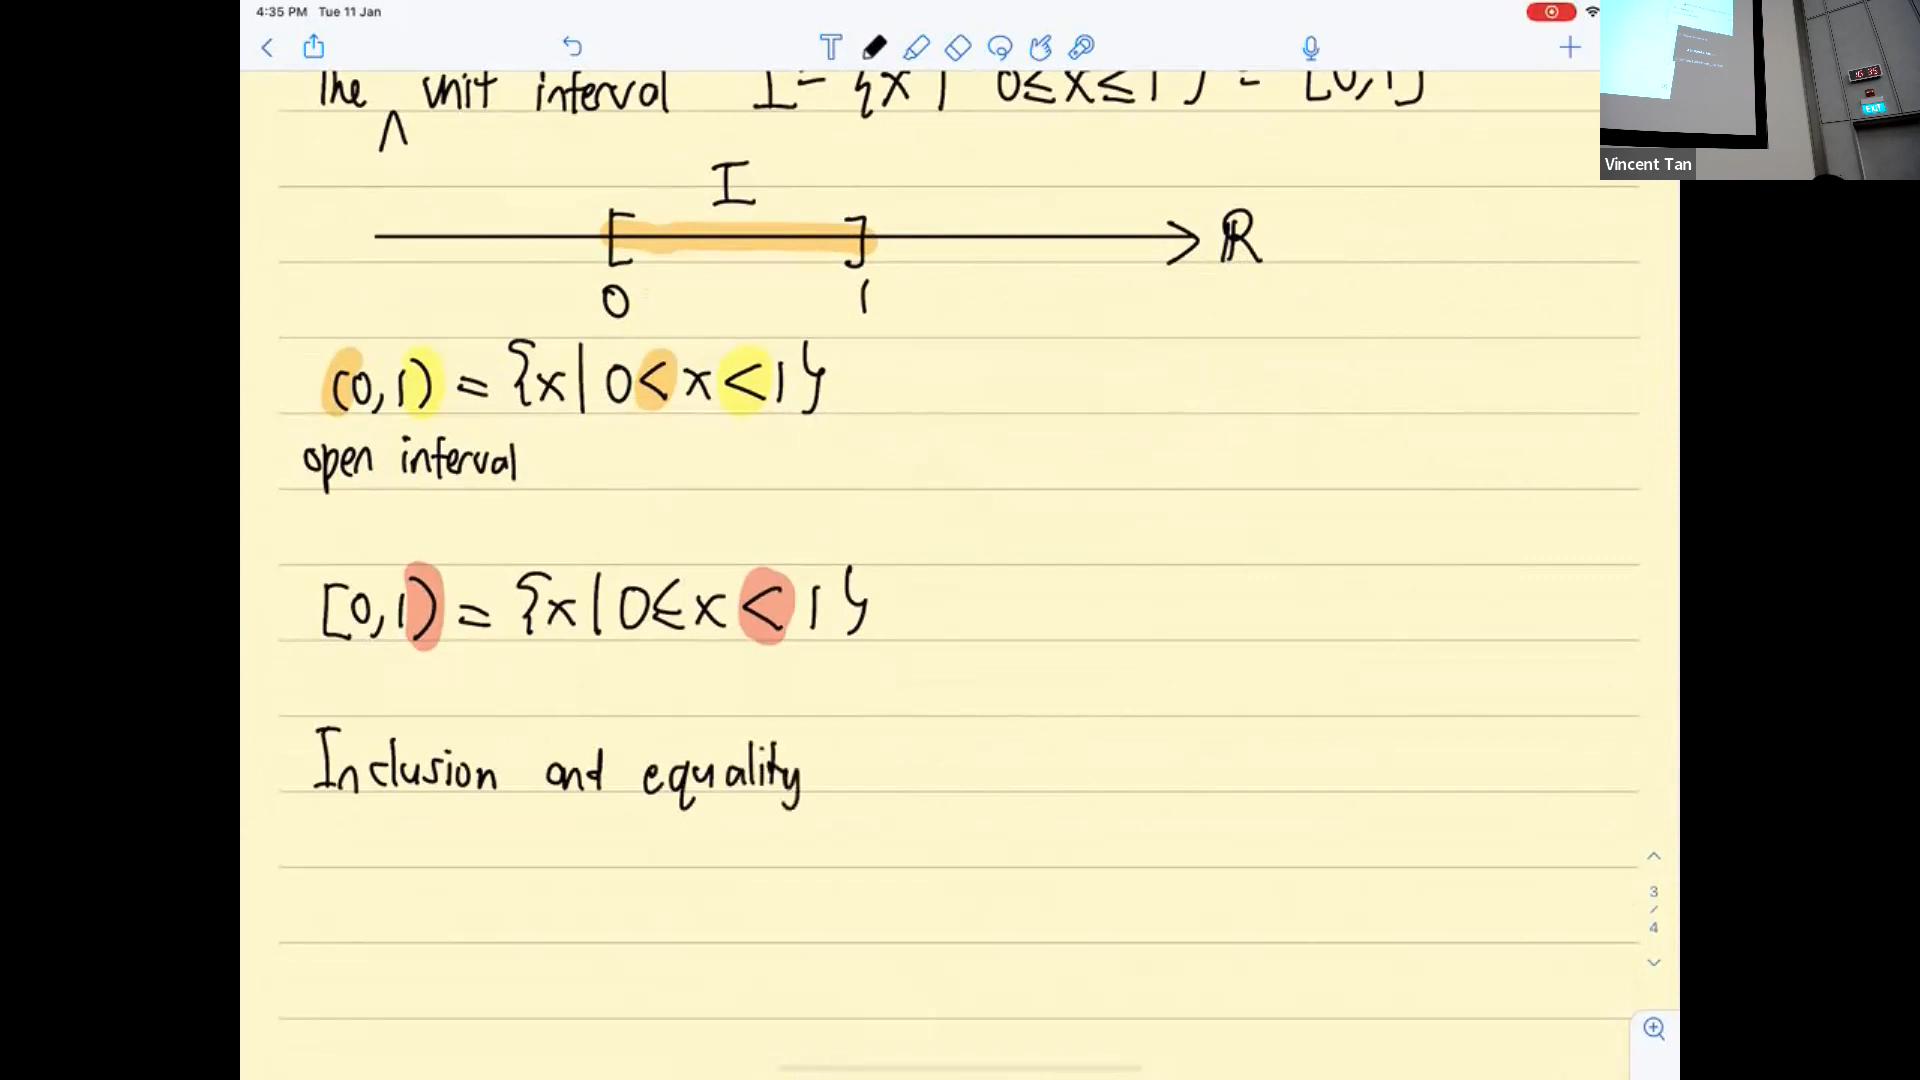 4:35 PM Tue 11 Jan
The unit interval I = {x | 0≤x≤1} = [0,1]
∧
I
[ ] ℝ
0 1
(0,1) = {x | 0<x<1}
open interval
[0,1) = {x | 0≤x<1}
Inclusion and equality
3
/
4
Vincent Tan
EXIT